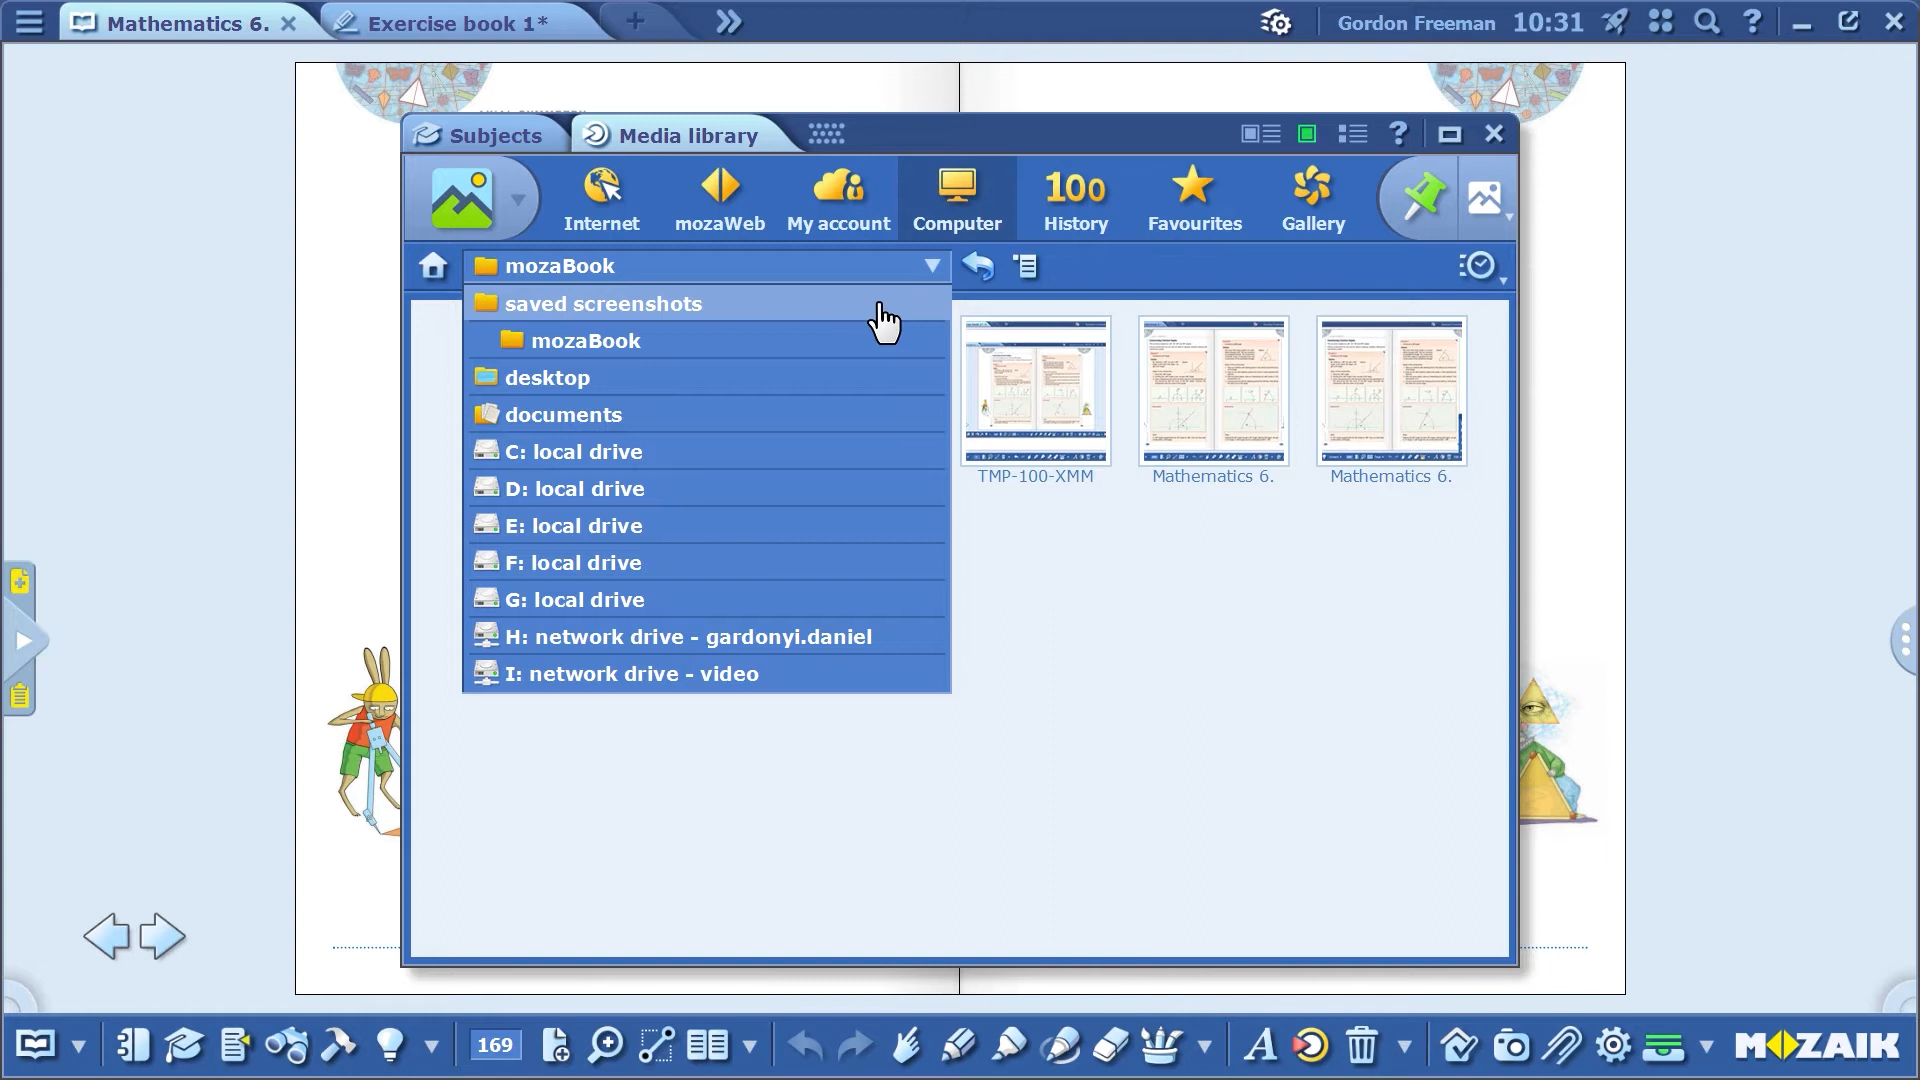 Mathematics 6.
Exercise book 1*
Gordon Freeman
10:31
Subjects
Media library
Internet
mozaWeb
My account
Computer
100 History
Favourites
Gallery
mozaBook
saved screenshots
mozaBook
desktop
documents
C: local drive
D: local drive
E: local drive
F: local drive
G: local drive
H: network drive - gardonyi.daniel
I: network drive - video
TMP-100-XMM
Mathematics 6.
Mathematics 6.
169
A
MOZAIK